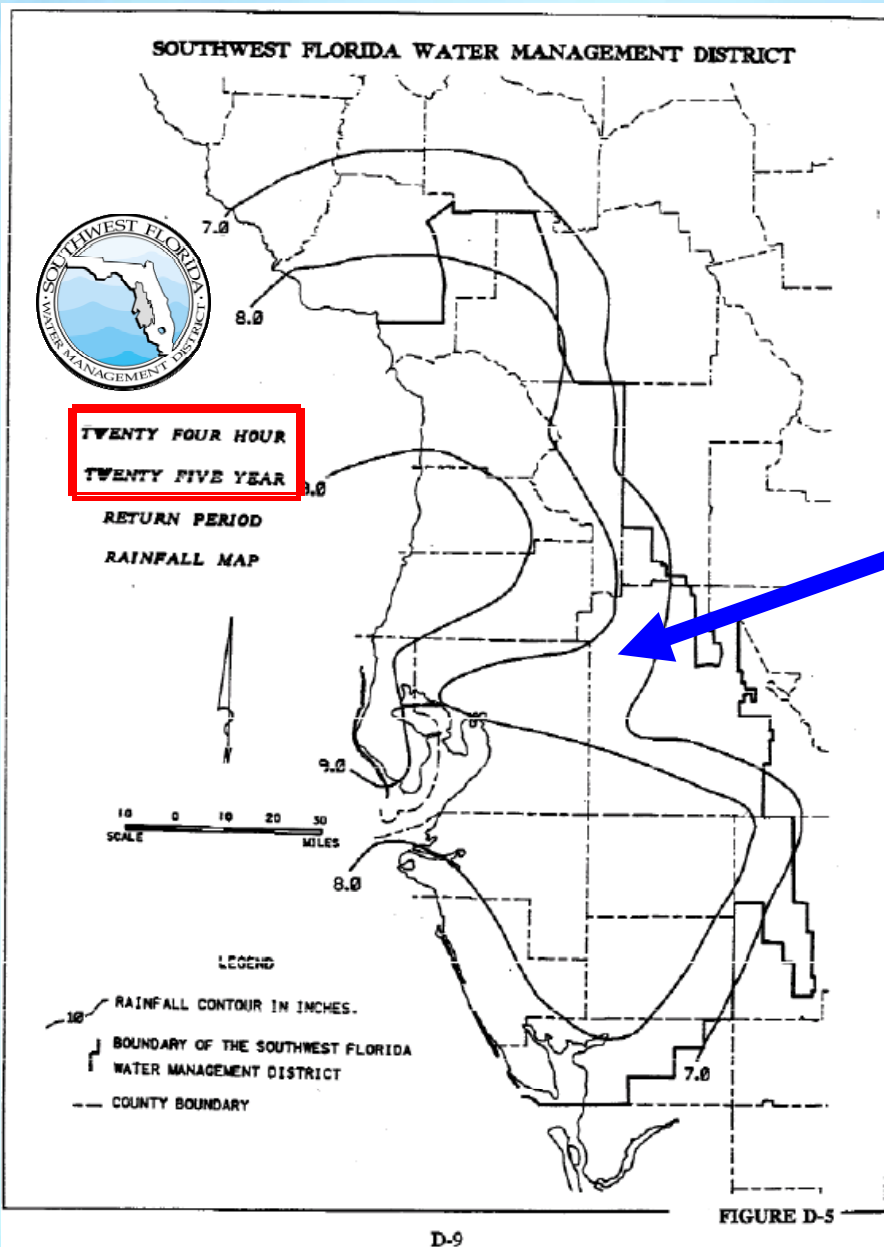 SOUTHWEST FLORIDA WATER MANAGEMENT DISTRICT
7.0
SOUTHWEST FLORIDA
WATER MANAGEMENT DISTRICT
8.0
TWENTY FOUR HOUR
TWENTY FIVE YEAR
9.0
RETURN PERIOD
RAINFALL MAP
N
9.0
10 0 10 20 30
SCALE MILES
8.0
LEGEND
10 RAINFALL CONTOUR IN INCHES.
BOUNDARY OF THE SOUTHWEST FLORIDA
WATER MANAGEMENT DISTRICT
7.0
COUNTY BOUNDARY
FIGURE D-5
D-9